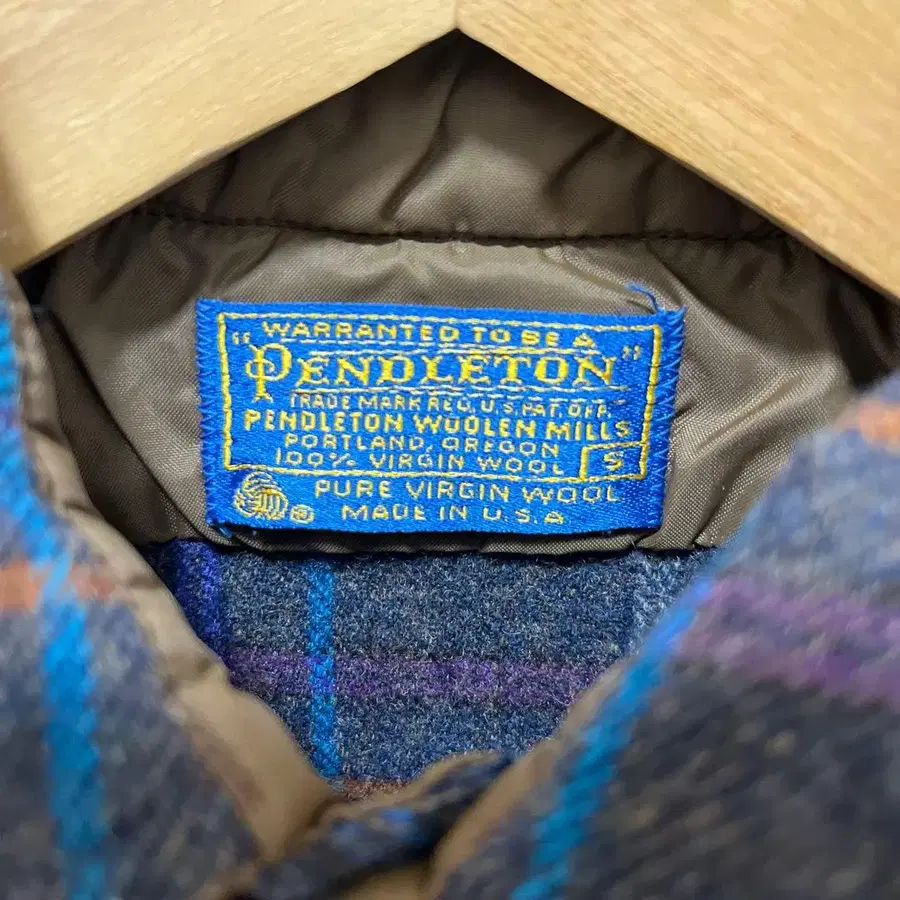 WARRANTED TO BE A
"PENDLETON"
TRADE MARK REG. U.S. PAT. OFF.
PENDLETON WOOLEN MILLS
PORTLAND, OREGON
100% VIRGIN WOOL S
PURE VIRGIN WOOL
® MADE IN U.S.A